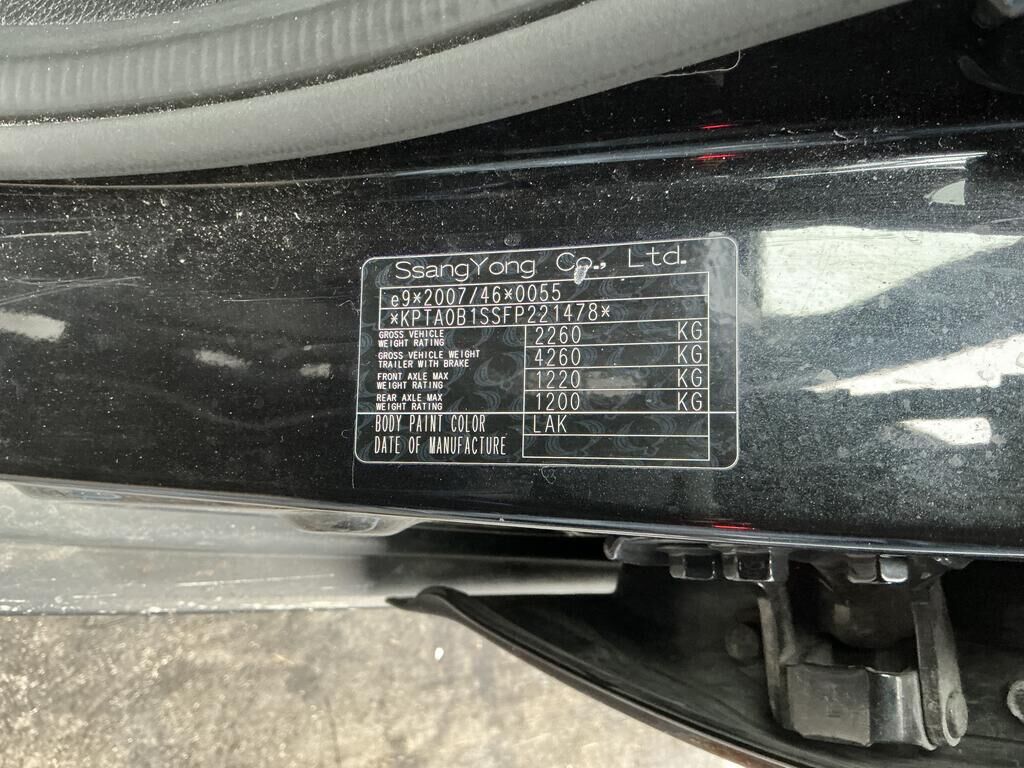 SsangYong Co., Ltd.
e9*2007/46*0055
*KPTA0B1SSFP221478*
GROSS VEHICLE WEIGHT RATING 2260 KG
GROSS VEHICLE WEIGHT TRAILER WITH BRAKE 4260 KG
FRONT AXLE MAX WEIGHT RATING 1220 KG
REAR AXLE MAX WEIGHT RATING 1200 KG
BODY PAINT COLOR LAK
DATE OF MANUFACTURE